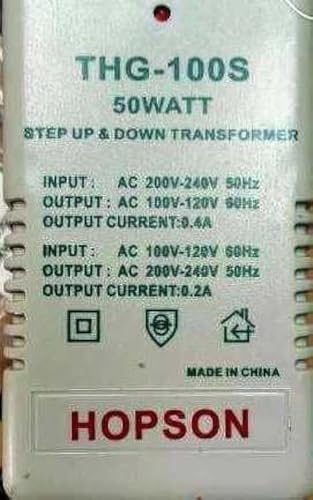 THG-100S
50WATT
STEP UP & DOWN TRANSFORMER
INPUT: AC 200V-240V 50Hz
OUTPUT: AC 100V-120V 60Hz
OUTPUT CURRENT:0.4A
INPUT: AC 100V-120V 60Hz
OUTPUT: AC 200V-240V 50Hz
OUTPUT CURRENT:0.2A
MADE IN CHINA
HOPSON